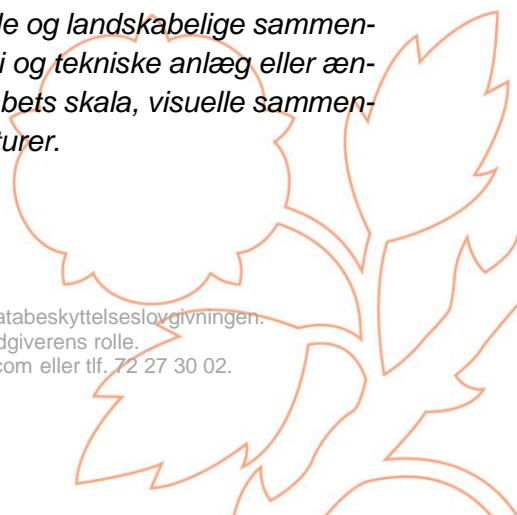 le og landskabelige sammen-
i og tekniske anlæg eller æn-
bets skala, visuelle sammen-
turer.
atabeskyttelseslovgivningen.
dgiverens rolle.
com eller tlf. 72 27 30 02.